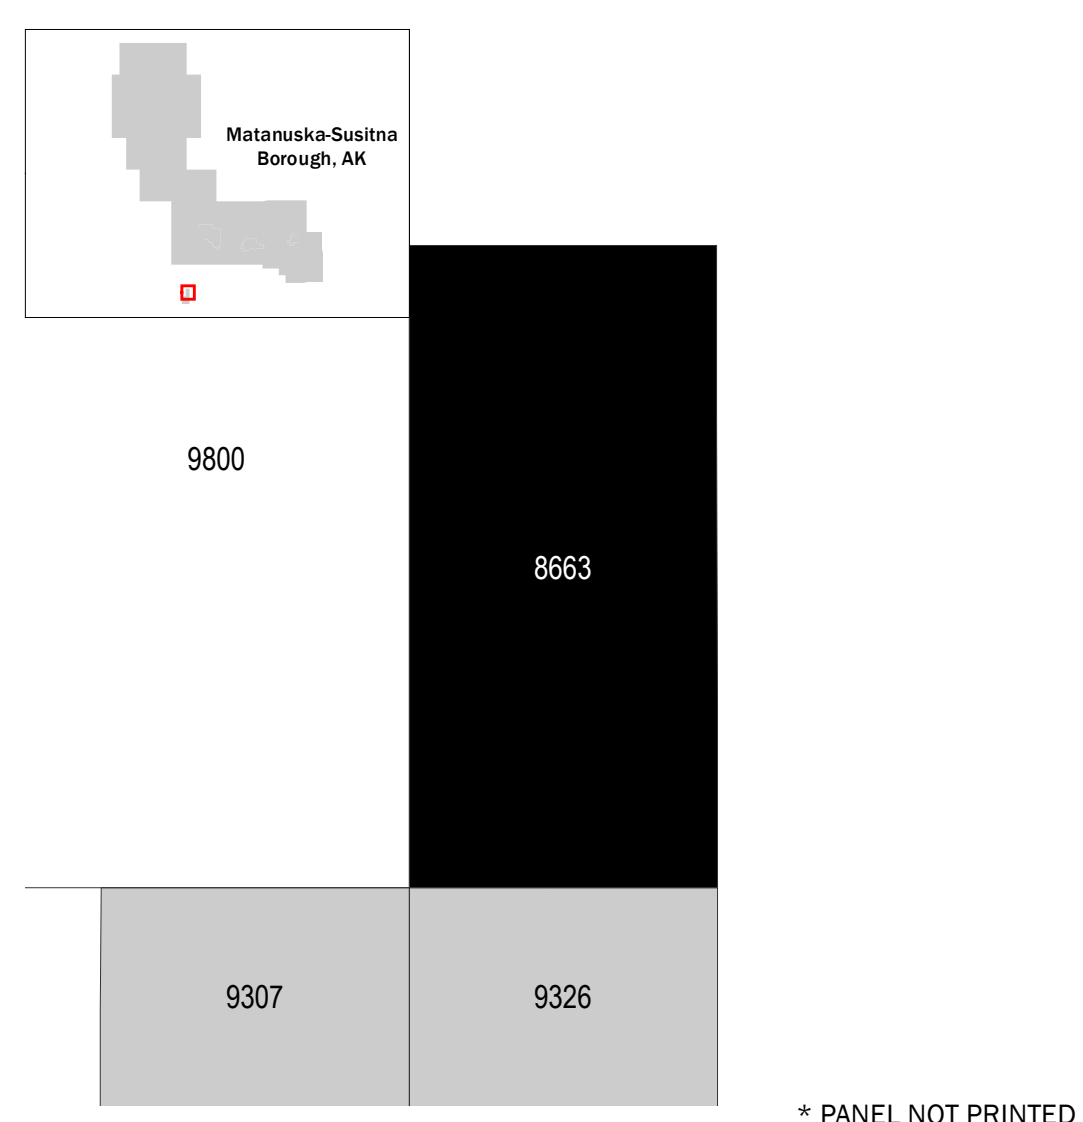 Matanuska-Susitna
Borough, AK
9800
8663
9307
9326
* PANEL NOT PRINTED